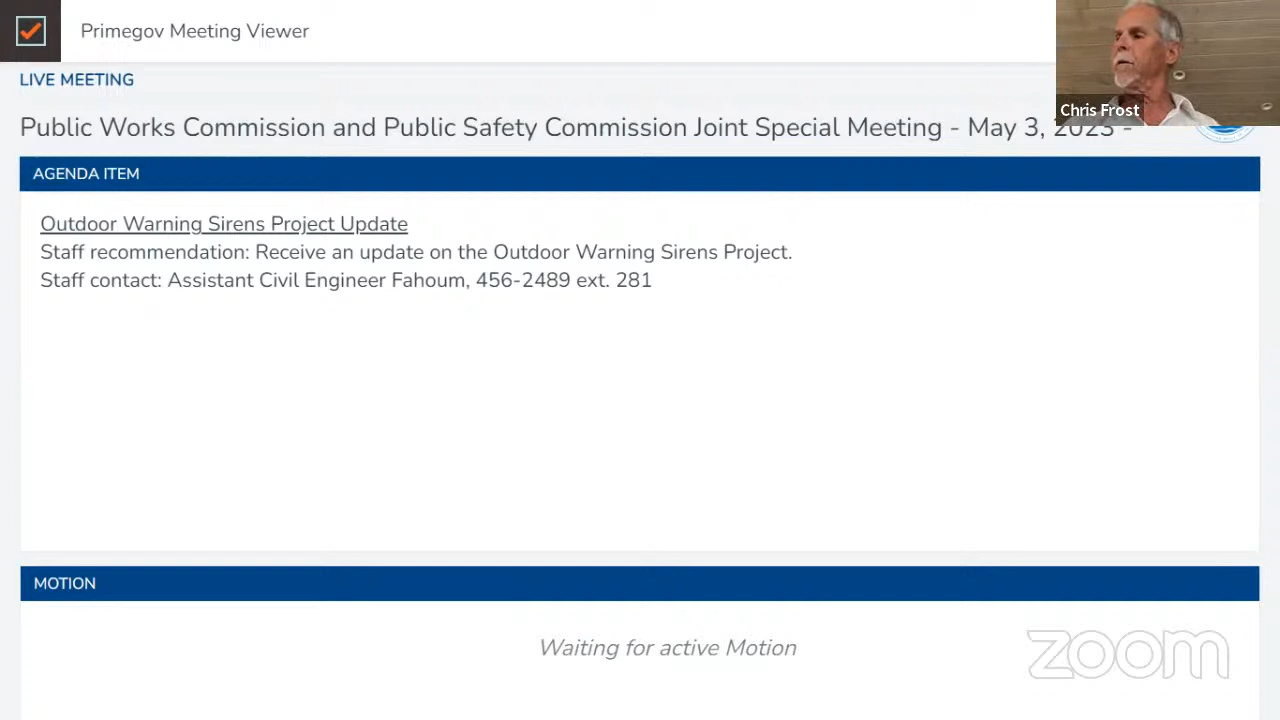 Primegov Meeting Viewer
LIVE MEETING
Chris Frost
Public Works Commission and Public Safety Commission Joint Special Meeting - May 3, 2023 -
AGENDA ITEM
Outdoor Warning Sirens Project Update
Staff recommendation: Receive an update on the Outdoor Warning Sirens Project.
Staff contact: Assistant Civil Engineer Fahoum, 456-2489 ext. 281
MOTION
Waiting for active Motion
zoom